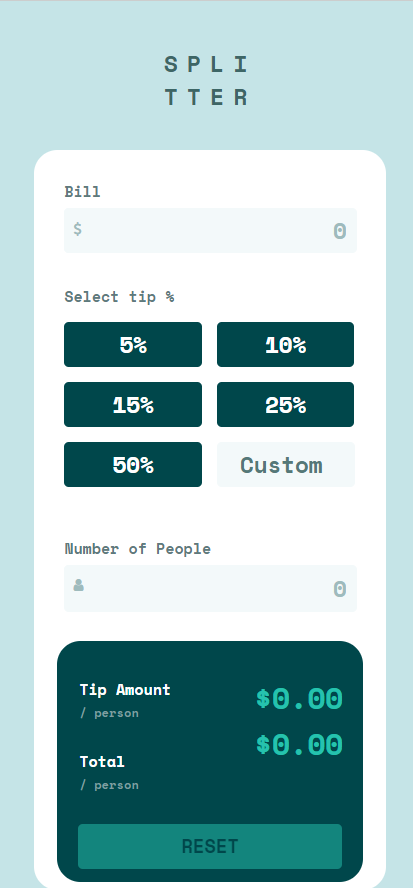 SPLI
TTER
Bill
$ 0
Select tip %
5% 10%
15% 25%
50% Custom
Number of People
0
Tip Amount $0.00
/ person
$0.00
Total
/ person
RESET